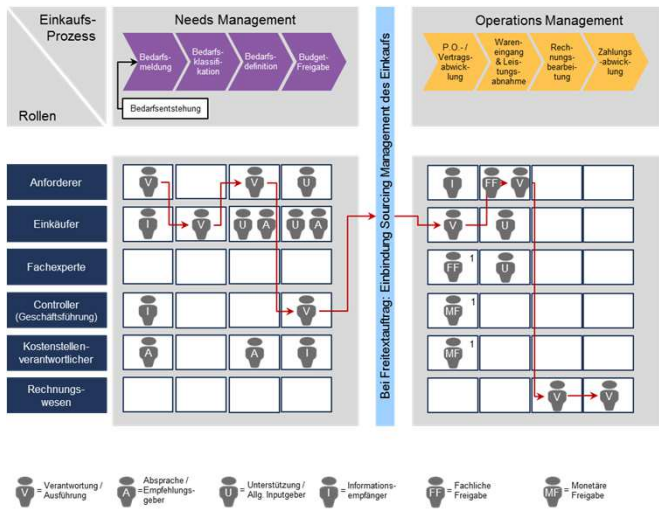 Einkaufs-
Prozess
Rollen
Needs Management
Bedarfs-
meldung
Bedarfs-
klassifi-
kation
Bedarfs-
definition
Budget-
Freigabe
Bedarfsentstehung
Bei Freitextauftrag: Einbindung Sourcing Management des Einkaufs
Operations Management
P.O.- /
Vertrags-
abwick-
lung
Waren-
eingang
& Leis-
tungs-
abnahme
Rech-
nungs-
bearbei-
tung
Zahlungs
-abwick-
lung
Anforderer
V
V
U
I
FF
V
Einkäufer
I
V
U
A
U
A
V
U
Fachexperte
FF
1
U
Controller
(Geschäftsführung)
I
V
MF
1
Kostenstellen-
verantwortlicher
A
A
I
MF
1
Rechnungs-
wesen
V
V
V
= Verantwortung /
Ausführung
A
Absprache /
= Empfehlungs-
geber
U
= Unterstützung /
Allg. Inputgeber
I
= Informations-
empfänger
FF
= Fachliche
Freigabe
MF
= Monetäre
Freigabe